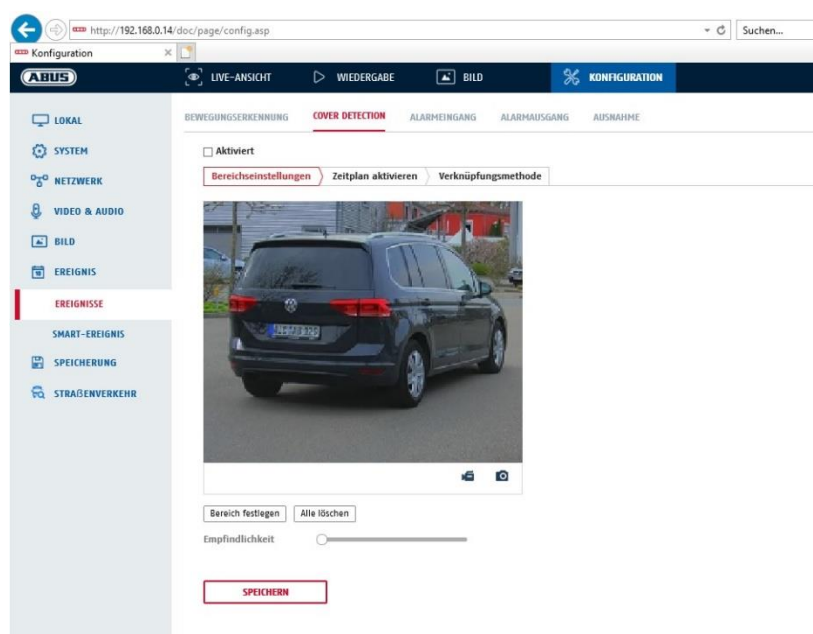 http://192.168.0.14/doc/page/config.asp
Suchen...
Konfiguration
ABUS
LIVE-ANSICHT
WIEDERGABE
BILD
KONFIGURATION
LOKAL
SYSTEM
NETZWERK
VIDEO & AUDIO
BILD
EREIGNIS
EREIGNISSE
SMART-EREIGNIS
SPEICHERUNG
STRAßENVERKEHR
BEWEGUNGSERKENNUNG
COVER DETECTION
ALARMEINGANG
ALARMAUSGANG
AUSNAHME
Aktiviert
Bereichseinstellungen
Zeitplan aktivieren
Verknüpfungsmethode
Bereich festlegen
Alle löschen
Empfindlichkeit
SPEICHERN